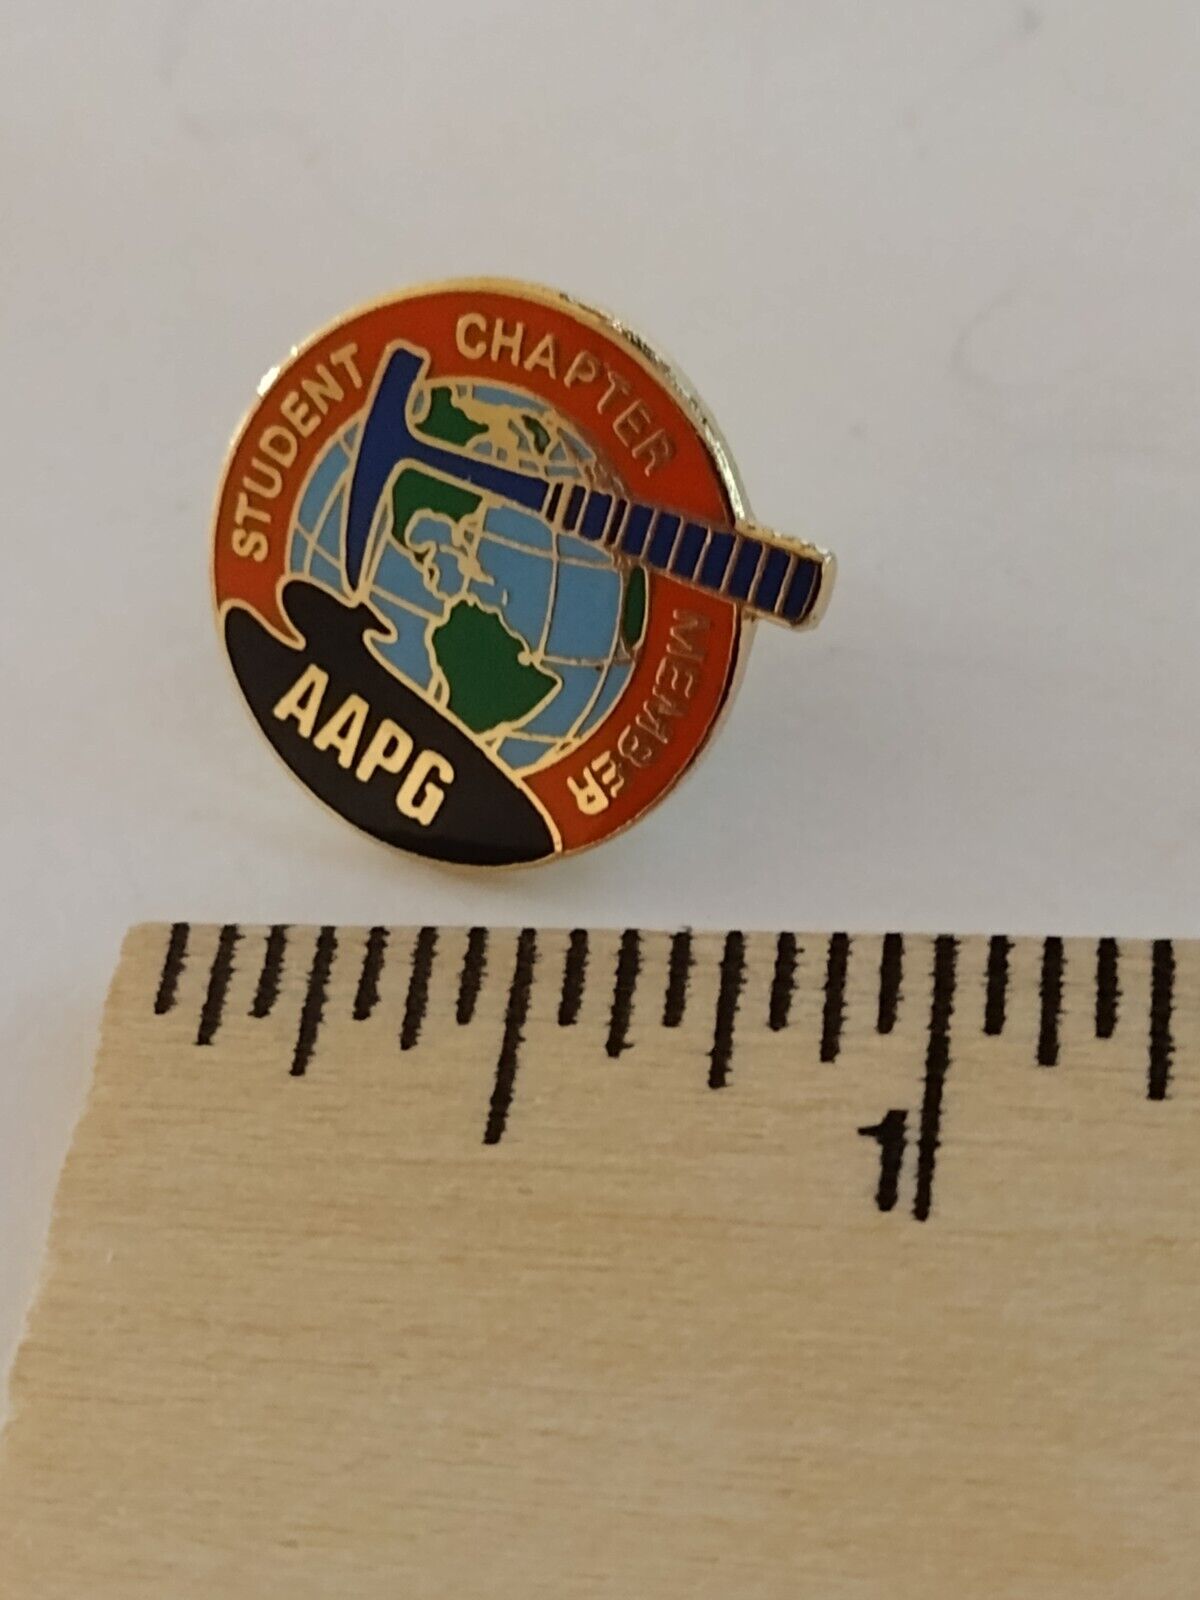 STUDENT CHAPTER MEMBER
AAPG
1